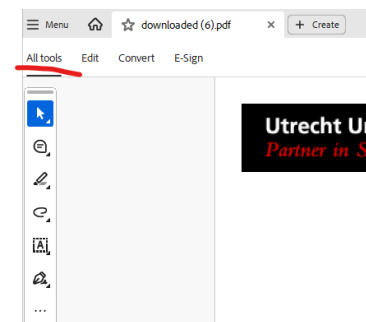 Menu downloaded (6).pdf × + Create
All tools Edit Convert E-Sign
Utrecht
Partner in